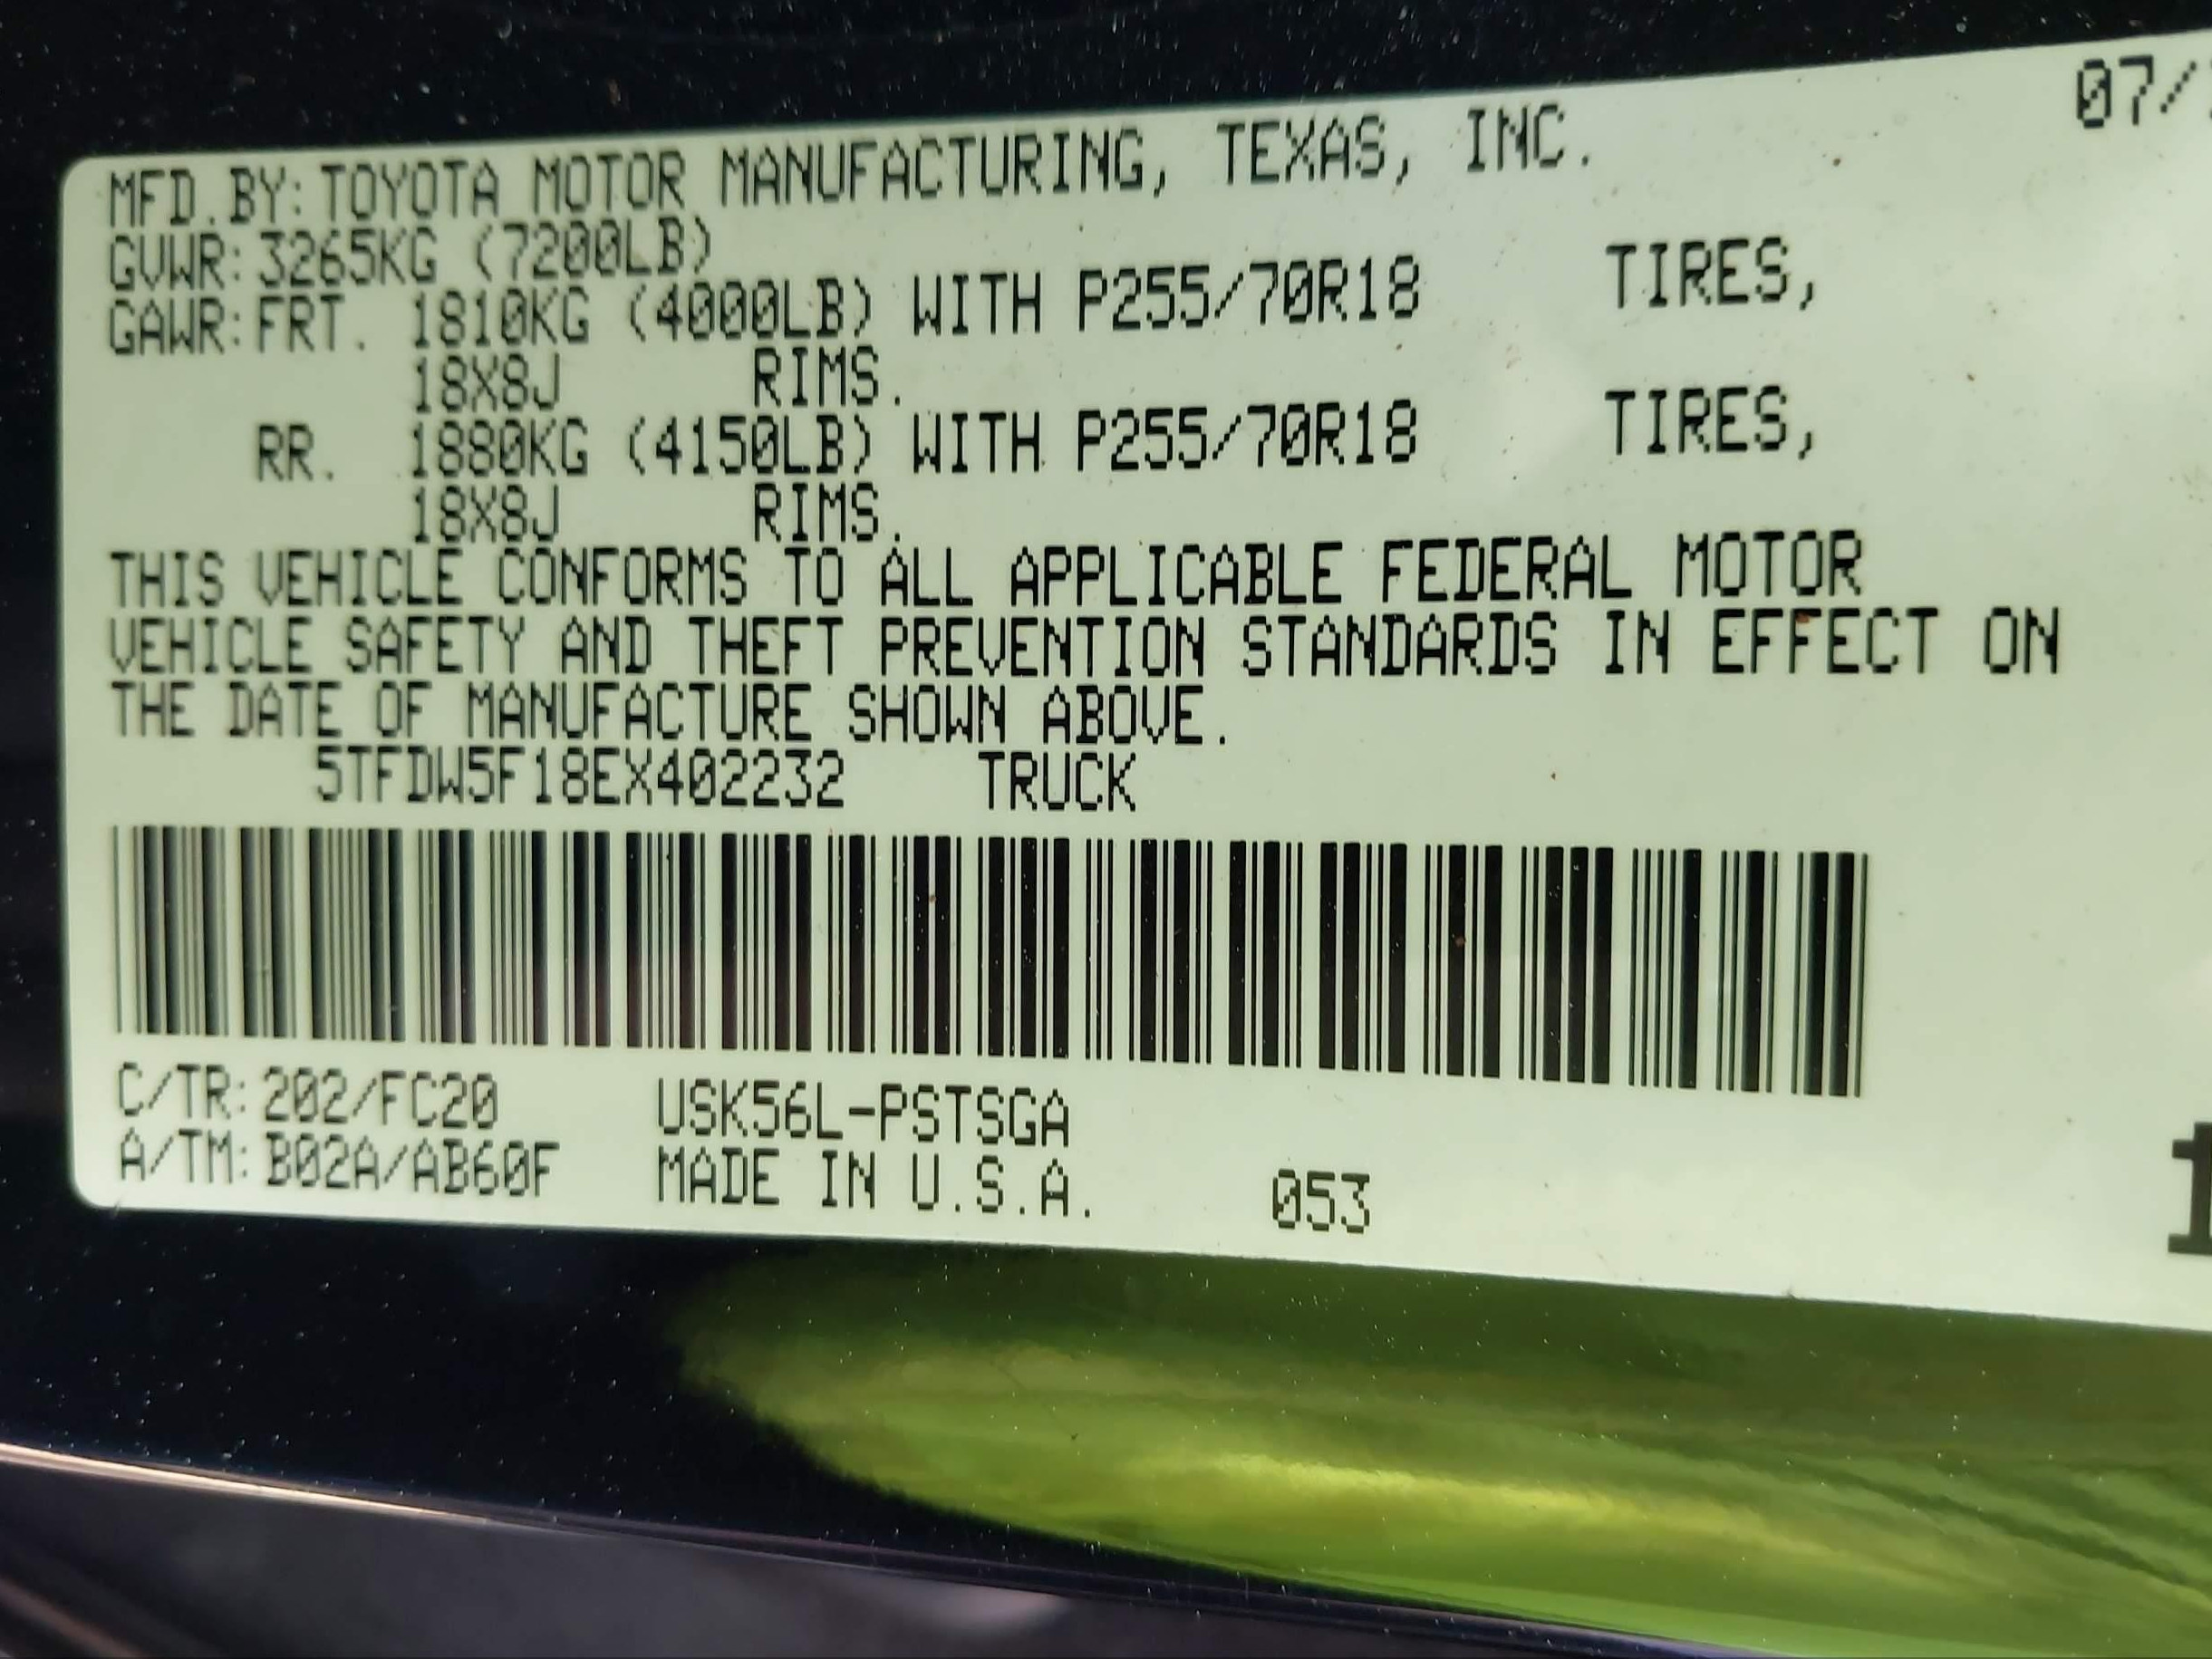 07/
MFD.BY:TOYOTA MOTOR MANUFACTURING, TEXAS, INC.
GVWR:3265KG (7200LB)
GAWR:FRT. 1810KG (4000LB) WITH P255/70R18 TIRES,
18X8J RIMS.
RR. 1880KG (4150LB) WITH P255/70R18 TIRES,
18X8J RIMS.
THIS VEHICLE CONFORMS TO ALL APPLICABLE FEDERAL MOTOR
VEHICLE SAFETY AND THEFT PREVENTION STANDARDS IN EFFECT ON
THE DATE OF MANUFACTURE SHOWN ABOVE.
5TFDW5F18EX402232 TRUCK
C/TR:202/FC20 USK56L-PSTSGA
A/TM:B02A/AB60F MADE IN U.S.A. 053